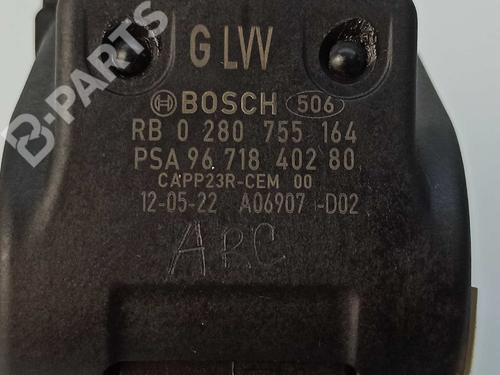 B-PARTS
G LVV
BOSCH 506
RB 0 280 755 164
PSA 96 718 402 80
CAPP23R-CEM 00
12-05-22 A06907 -D02
ARC